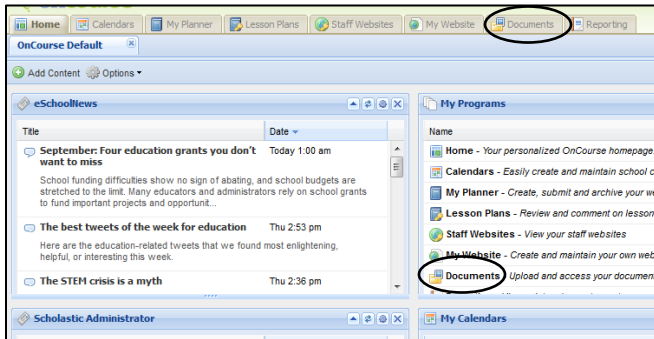 Home Calendars My Planner Lesson Plans Staff Websites My Website Documents Reporting
OnCourse Default
Add Content Options
eSchoolNews
Title Date
September: Four education grants you don't Today 1:00 am
want to miss
School funding difficulties show no sign of abating, and school budgets are
stretched to the limit. Many educators and administrators rely on school grants
to fund important projects and opportunit...
The best tweets of the week for education Thu 2:53 pm
Here are the education-related tweets that we found most enlightening,
helpful, or interesting this week.
The STEM crisis is a myth Thu 2:36 pm
Scholastic Administrator
My Programs
Name
Home - Your personalized OnCourse homepage.
Calendars - Easily create and maintain school c
My Planner - Create, submit and archive your we
Lesson Plans - Review and comment on lesson
Staff Websites - View your staff websites
My Website - Create and maintain your own web
Documents - Upload and access your documen
My Calendars